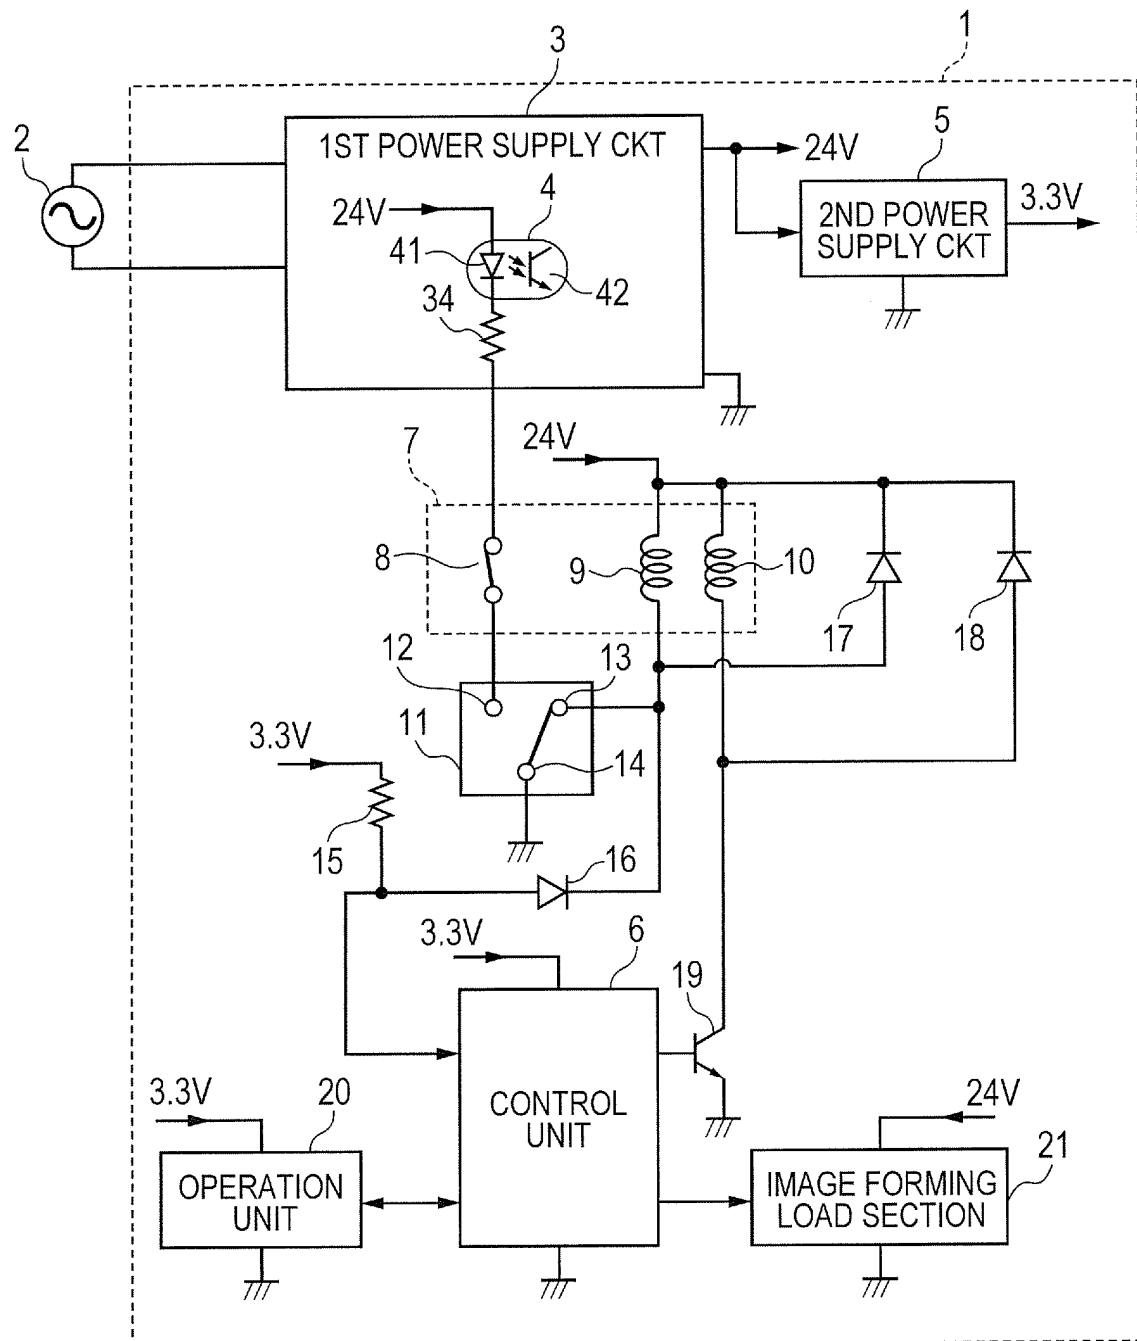 1
3
2
1ST POWER SUPPLY CKT
24V
5
24V
4
2ND POWER
SUPPLY CKT
3.3V
41
42
34
7
24V
8
9
10
17
18
12
13
11
14
3.3V
15
16
3.3V
6
19
CONTROL
UNIT
3.3V
20
OPERATION
UNIT
24V
21
IMAGE FORMING
LOAD SECTION